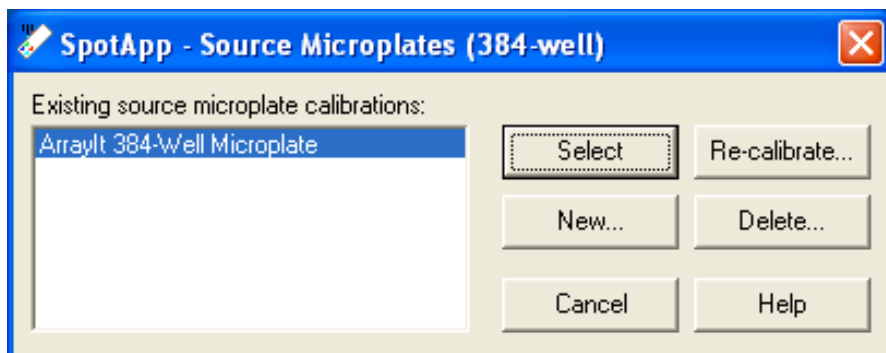 SpotApp - Source Microplates (384-well)
Existing source microplate calibrations:
ArrayIt 384-Well Microplate
Select
Re-calibrate...
New...
Delete...
Cancel
Help